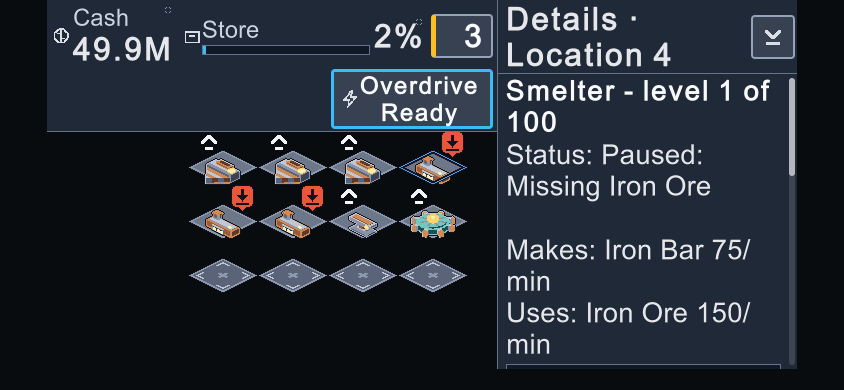 Cash
49.9M
Store
2%
3
Overdrive
Ready
Details ·
Location 4
Smelter - level 1 of
100
Status: Paused:
Missing Iron Ore
Makes: Iron Bar 75/
min
Uses: Iron Ore 150/
min